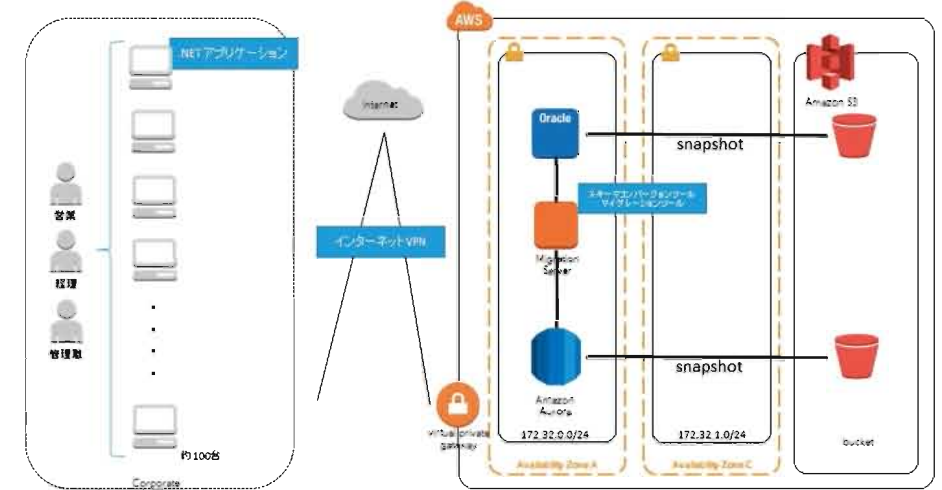 .NETアプリケーション
営業
経理
管理職
約100台
Corporate
Internet
インターネットVPN
AWS
Virtual private
gateway
Oracle
スキーマコンバージョンツール
マイグレーションツール
Migration
Server
Amazon
Aurora
172.32.0.0/24
Availability Zone A
snapshot
snapshot
172.32.1.0/24
Availability Zone C
Amazon S3
bucket